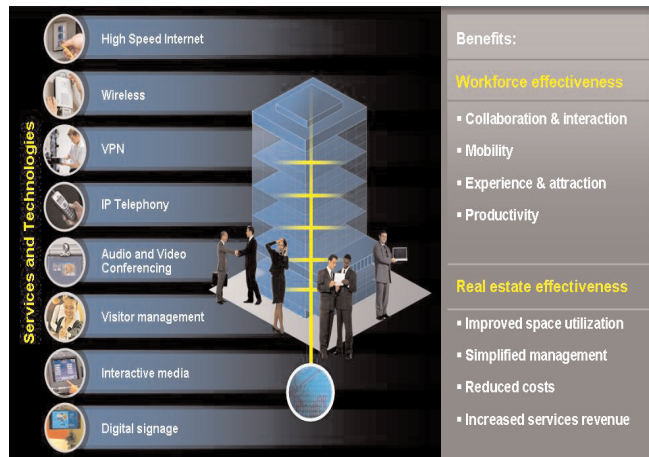 Services and Technologies
High Speed Internet
Wireless
VPN
IP Telephony
Audio and Video
Conferencing
Visitor management
Interactive media
Digital signage
Benefits:
Workforce effectiveness
▪ Collaboration & interaction
▪ Mobility
▪ Experience & attraction
▪ Productivity
Real estate effectiveness
▪ Improved space utilization
▪ Simplified management
▪ Reduced costs
▪ Increased services revenue